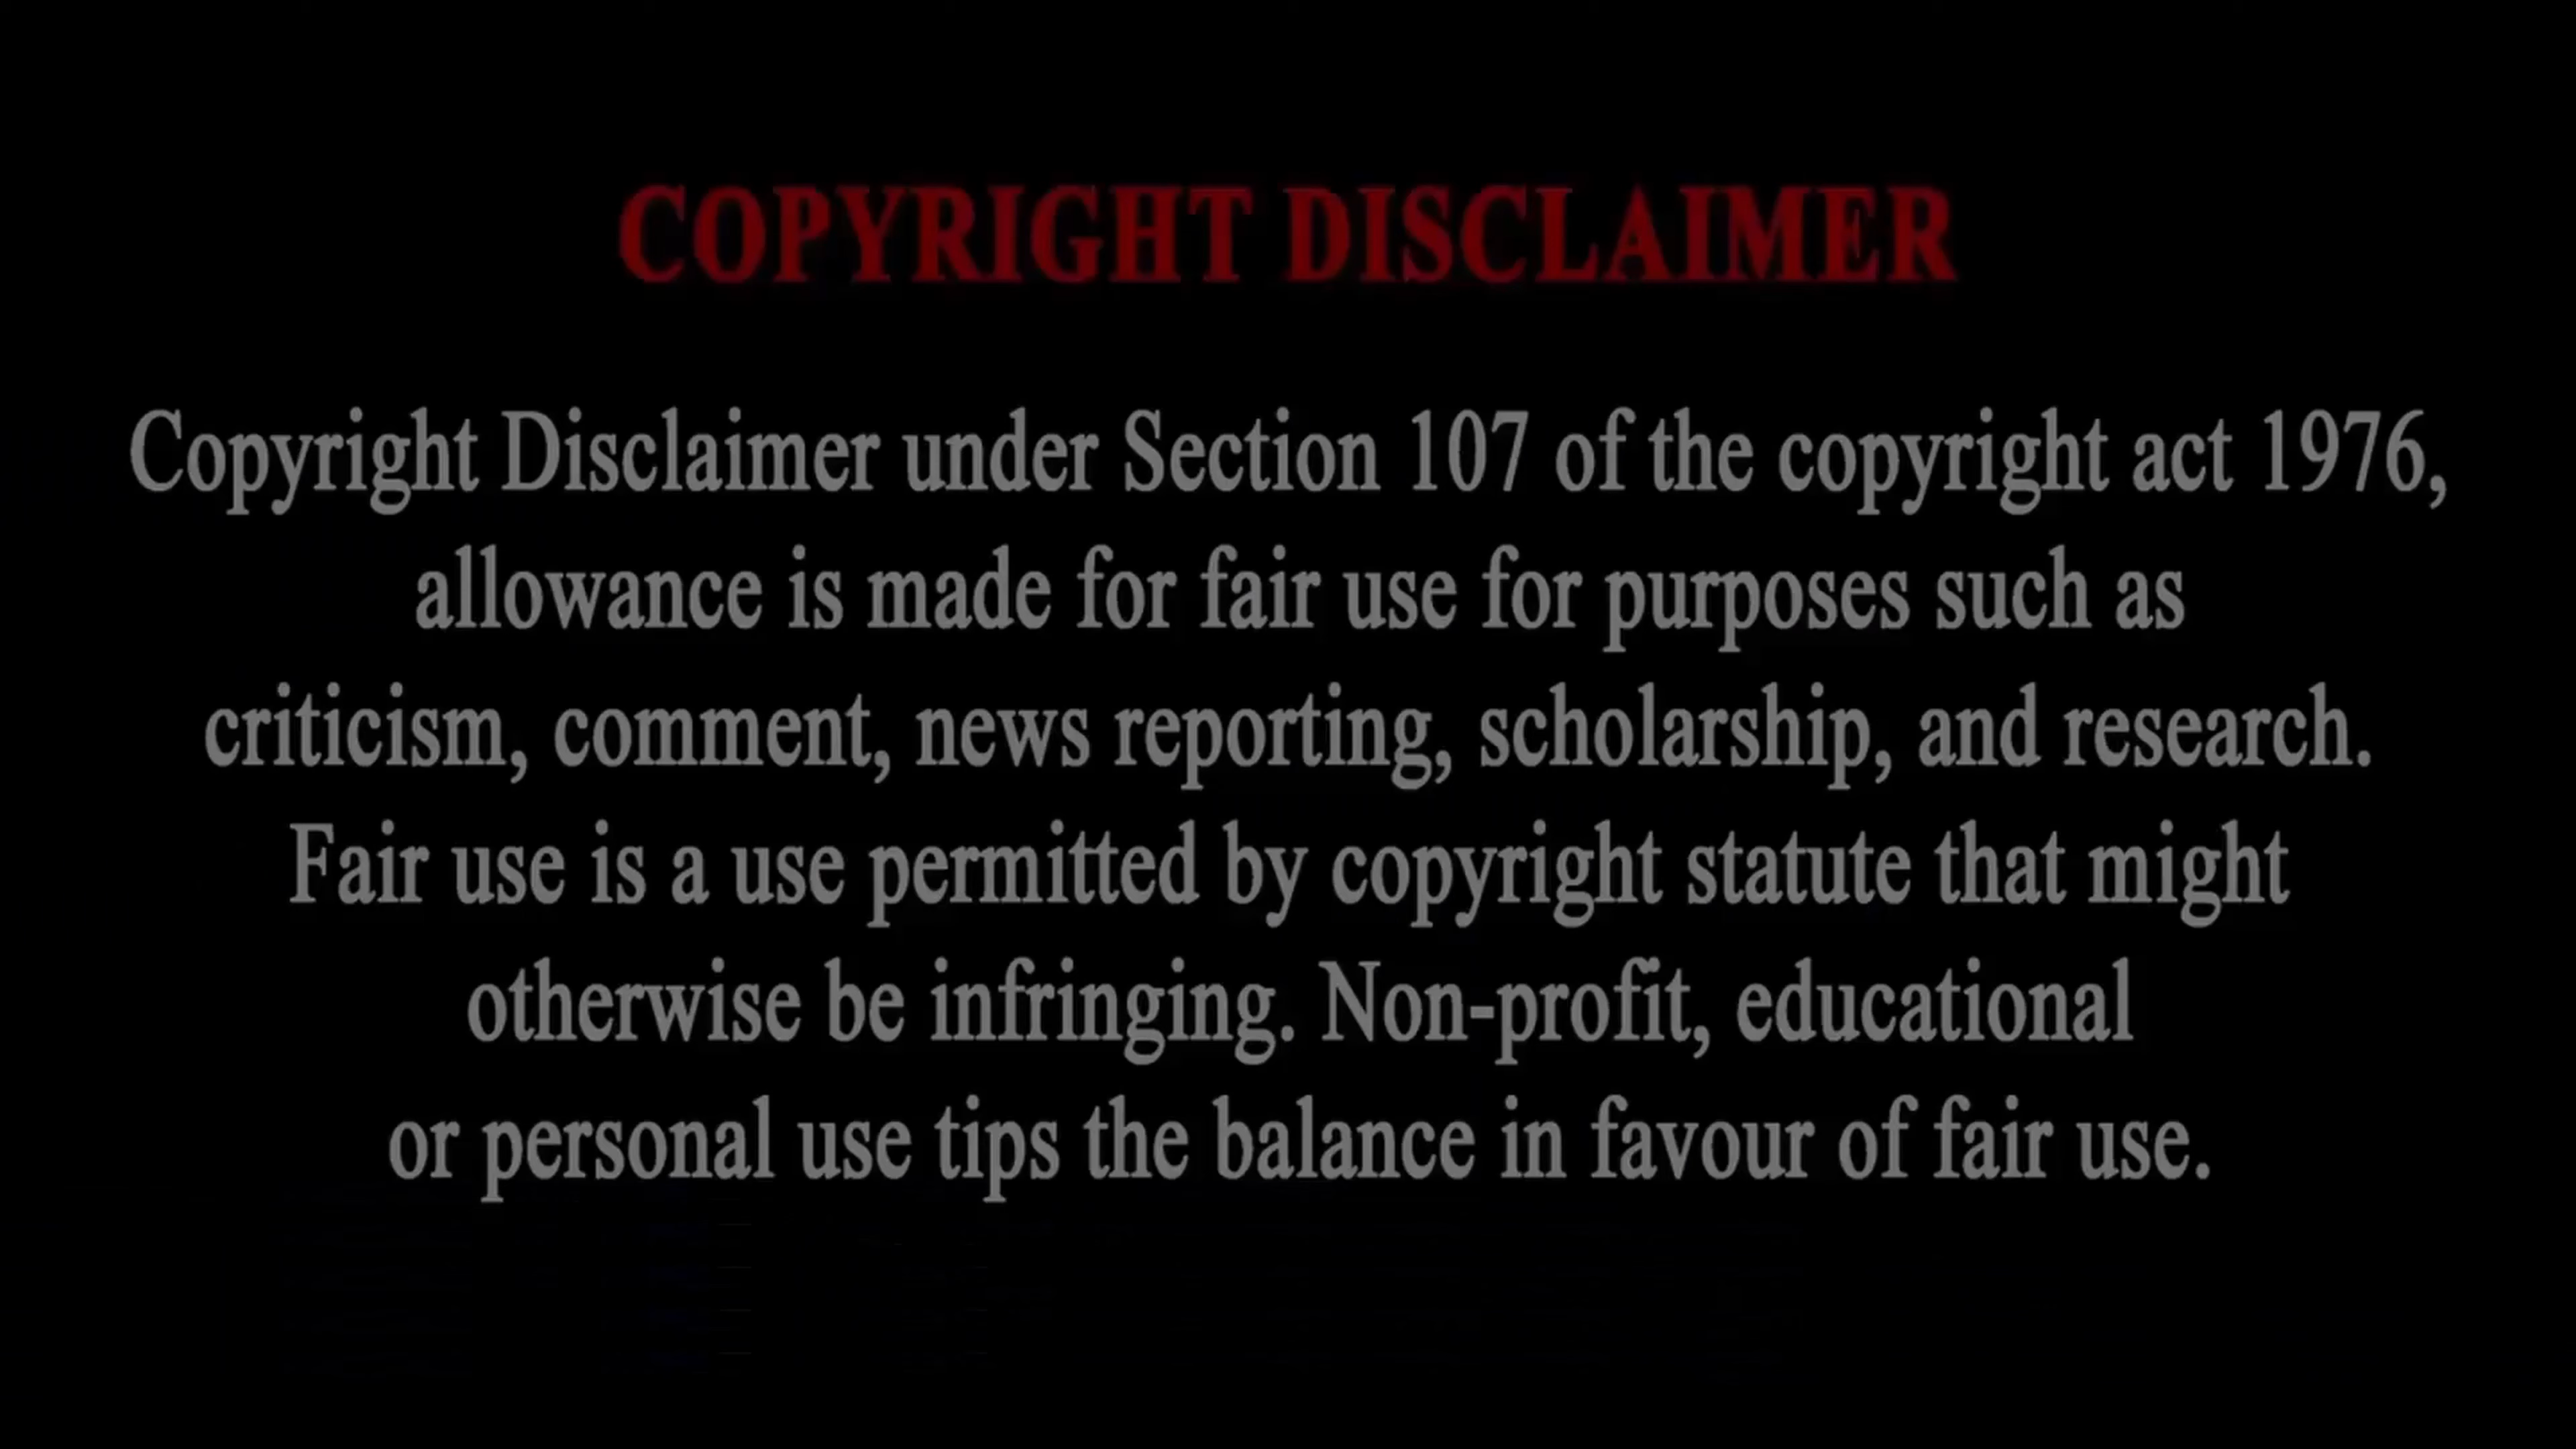 COPYRIGHT DISCLAIMER
Copyright Disclaimer under Section 107 of the copyright act 1976,
allowance is made for fair use for purposes such as
criticism, comment, news reporting, scholarship, and research.
Fair use is a use permitted by copyright statute that might
otherwise be infringing. Non-profit, educational
or personal use tips the balance in favour of fair use.